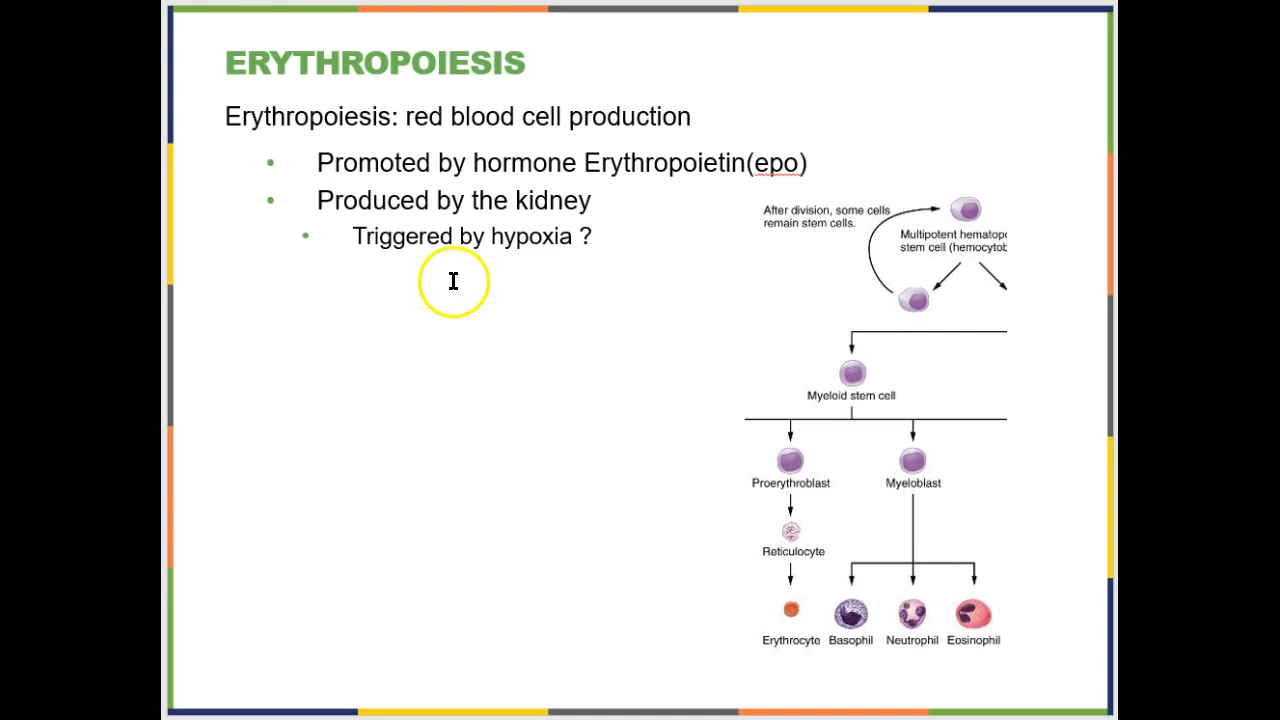 ERYTHROPOIESIS
Erythropoiesis: red blood cell production
• Promoted by hormone Erythropoietin(epo)
• Produced by the kidney
• Triggered by hypoxia ?
After division, some cells
remain stem cells.
Multipotent hematopo
stem cell (hemocytob
Myeloid stem cell
Proerythroblast
Myeloblast
Reticulocyte
Erythrocyte
Basophil
Neutrophil
Eosinophil